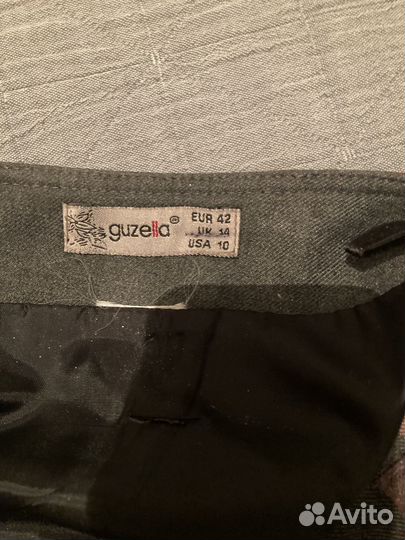 guzella ®
EUR 42
UK 14
USA 10
Avito